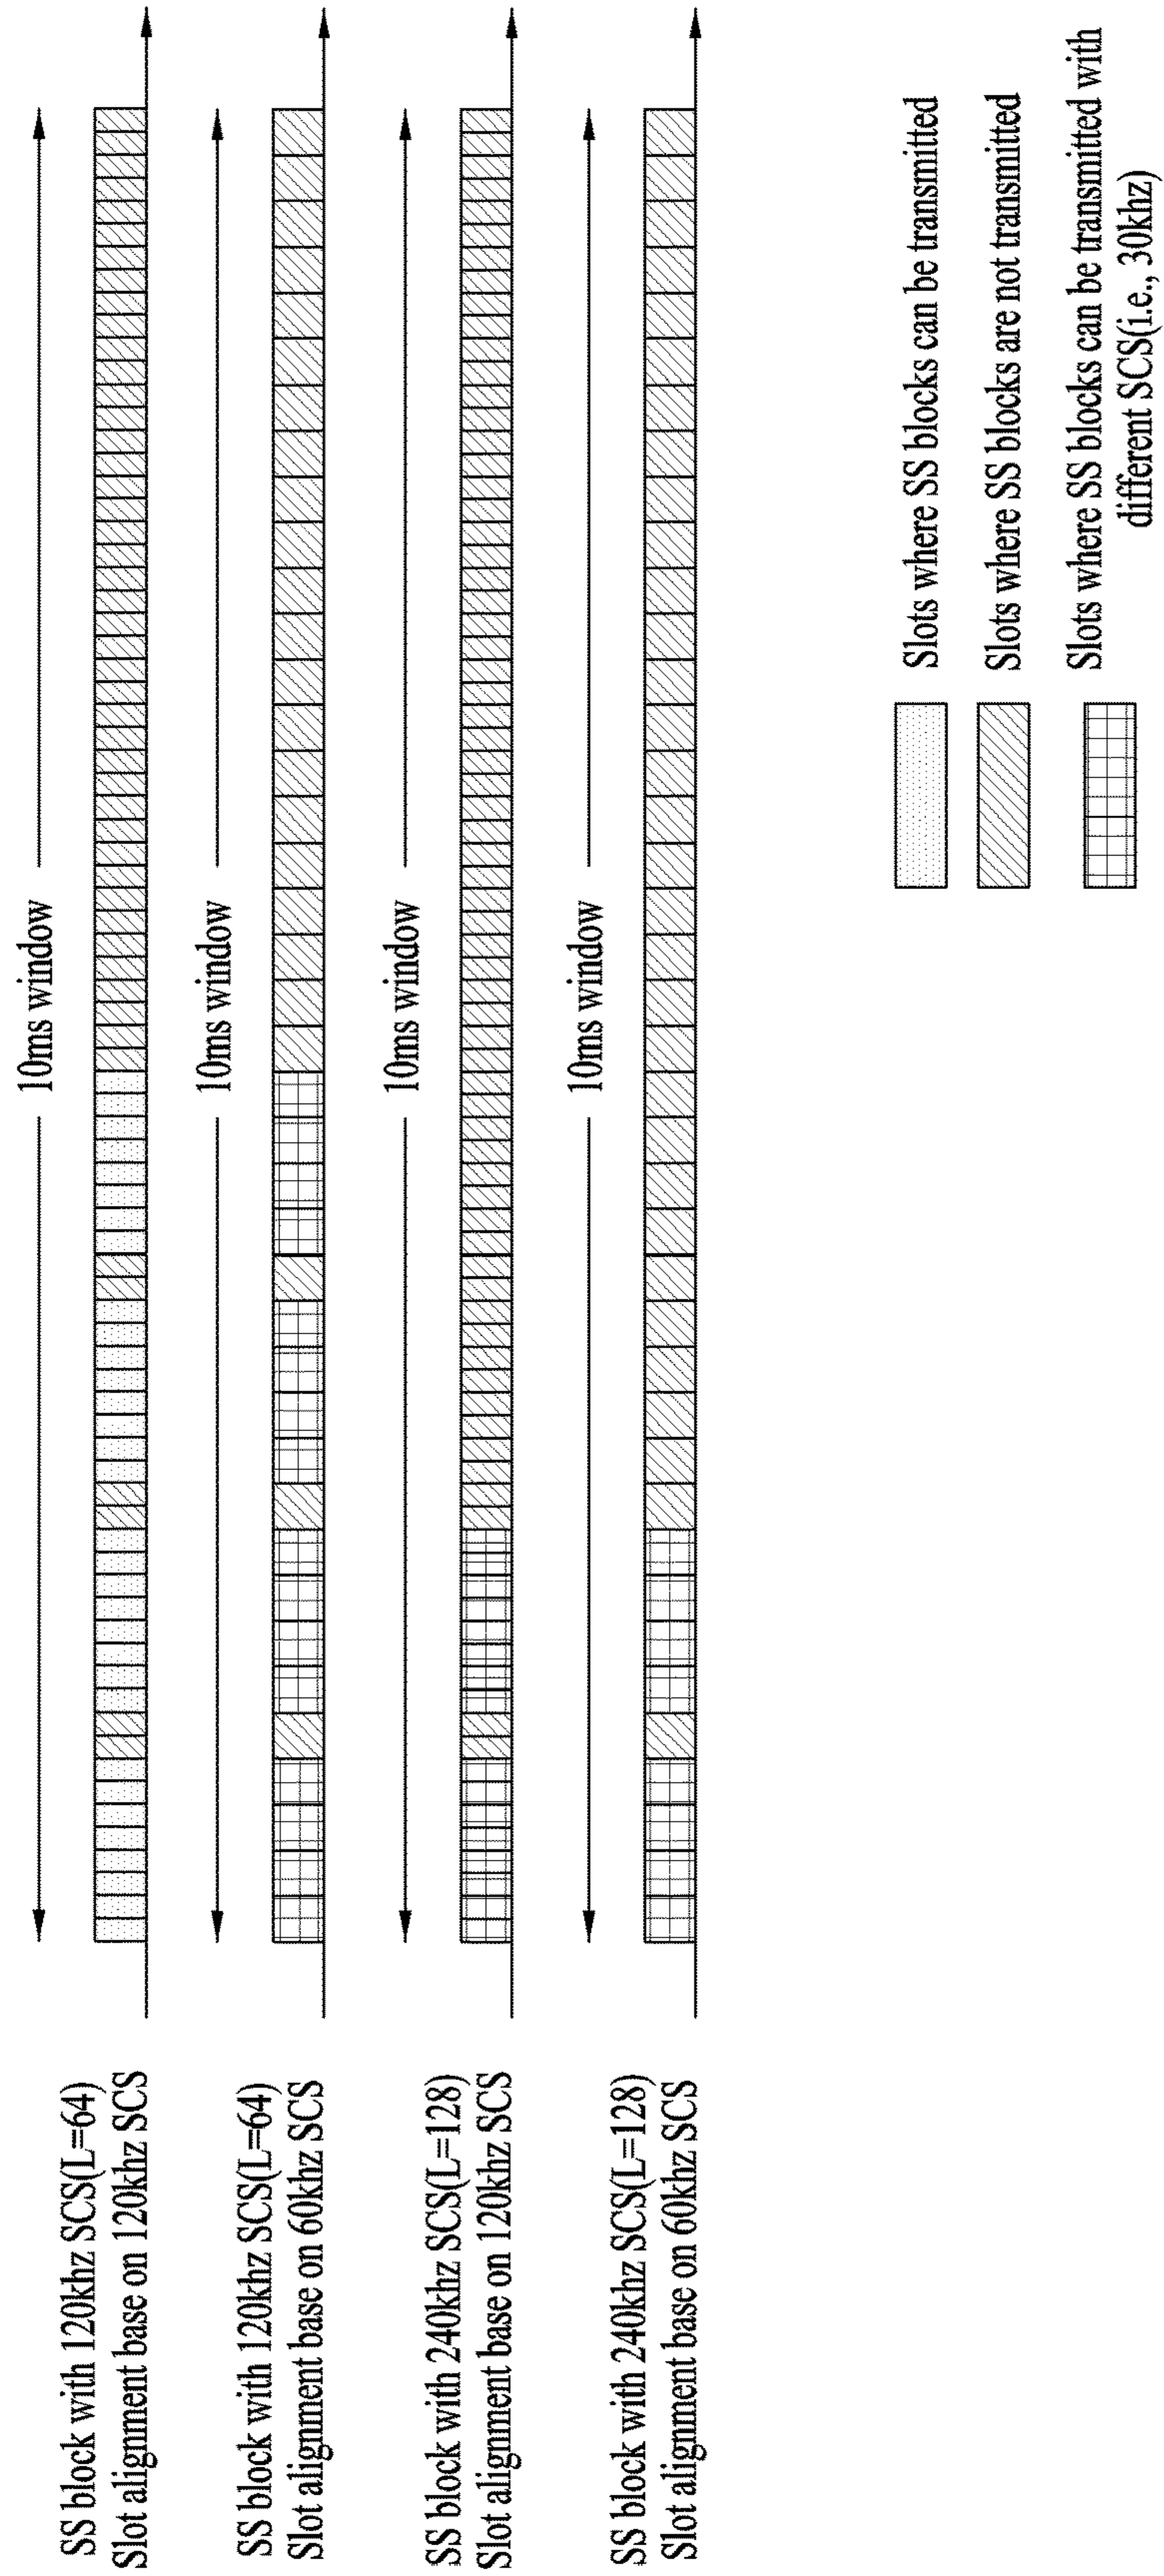 SS block with 120khz SCS(L=64)
Slot alignment base on 120khz SCS
10ms window
SS block with 120khz SCS(L=64)
Slot alignment base on 60khz SCS
10ms window
SS block with 240khz SCS(L=128)
Slot alignment base on 120khz SCS
10ms window
SS block with 240khz SCS(L=128)
Slot alignment base on 60khz SCS
10ms window
Slots where SS blocks can be transmitted
Slots where SS blocks are not transmitted
Slots where SS blocks can be transmitted with
different SCS(i.e., 30khz)